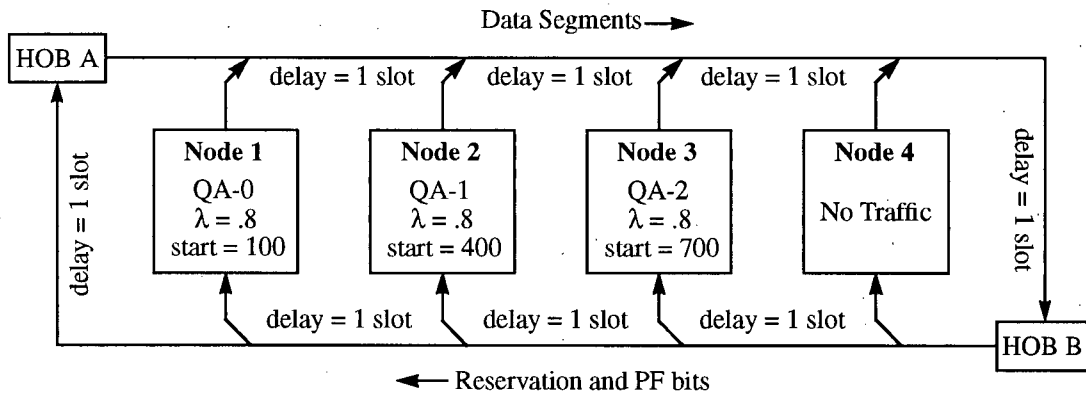 Data Segments
HOB A
delay = 1 slot
delay = 1 slot
delay = 1 slot
delay = 1 slot
Node 1
QA-0
λ = .8
start = 100
Node 2
QA-1
λ = .8
start = 400
Node 3
QA-2
λ = .8
start = 700
Node 4
No Traffic
delay = 1 slot
delay = 1 slot
delay = 1 slot
delay = 1 slot
HOB B
Reservation and PF bits